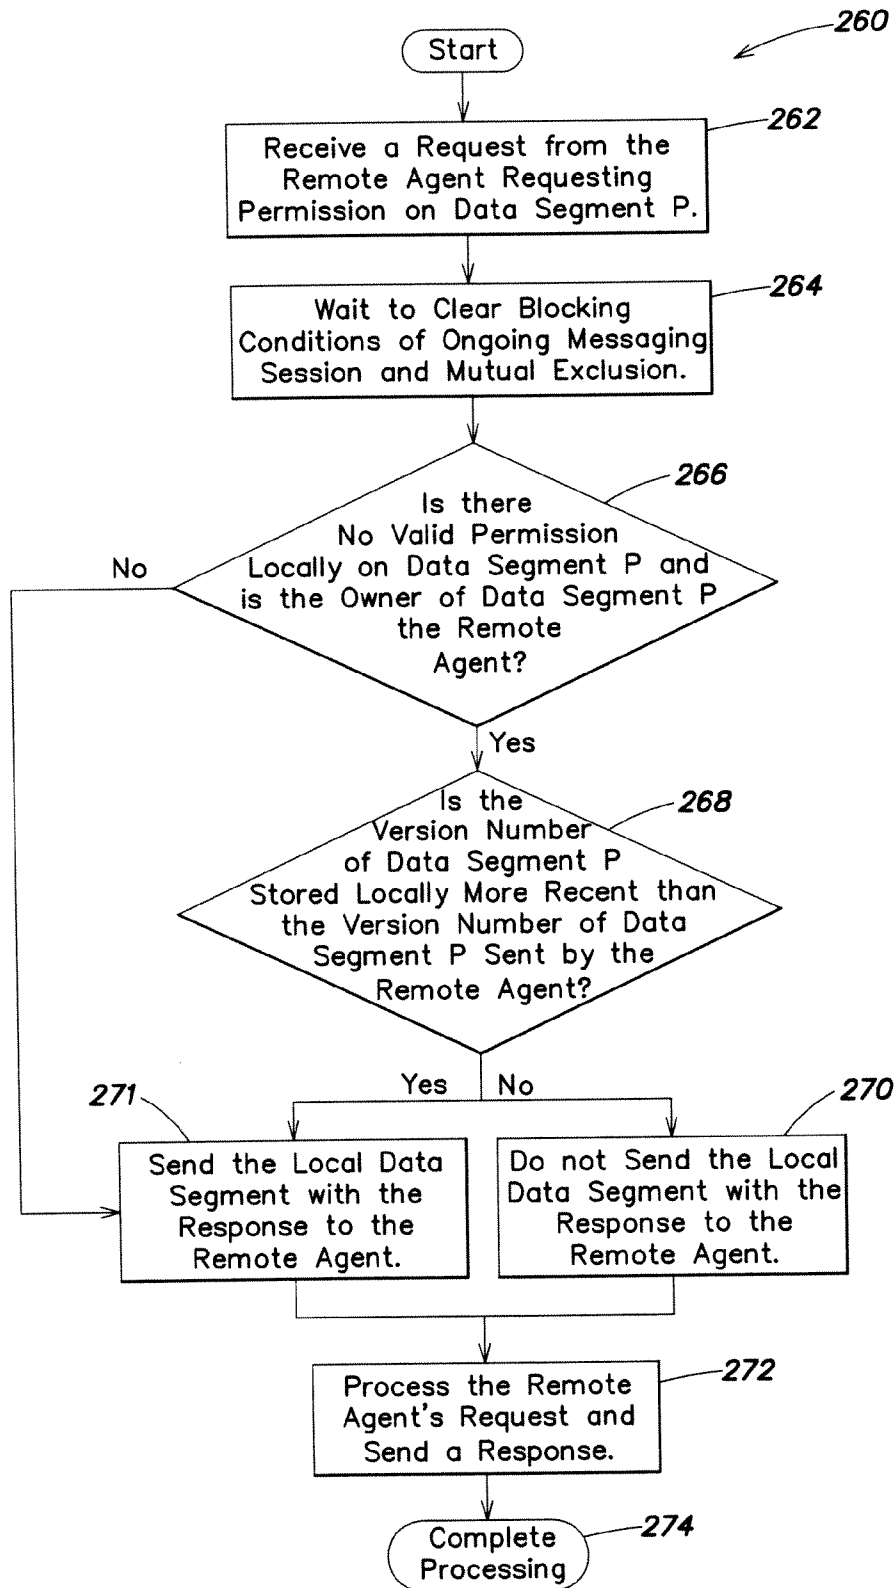 260
Start
262
Receive a Request from the
Remote Agent Requesting
Permission on Data Segment P.
264
Wait to Clear Blocking
Conditions of Ongoing Messaging
Session and Mutual Exclusion.
266
Is there
No Valid Permission
Locally on Data Segment P and
is the Owner of Data Segment P
the Remote
Agent?
No
Yes
268
Is the
Version Number
of Data Segment P
Stored Locally More Recent than
the Version Number of Data
Segment P Sent by the
Remote Agent?
Yes
No
271
Send the Local Data
Segment with the
Response to the
Remote Agent.
270
Do not Send the Local
Data Segment with the
Response to the
Remote Agent.
272
Process the Remote
Agent's Request and
Send a Response.
274
Complete
Processing